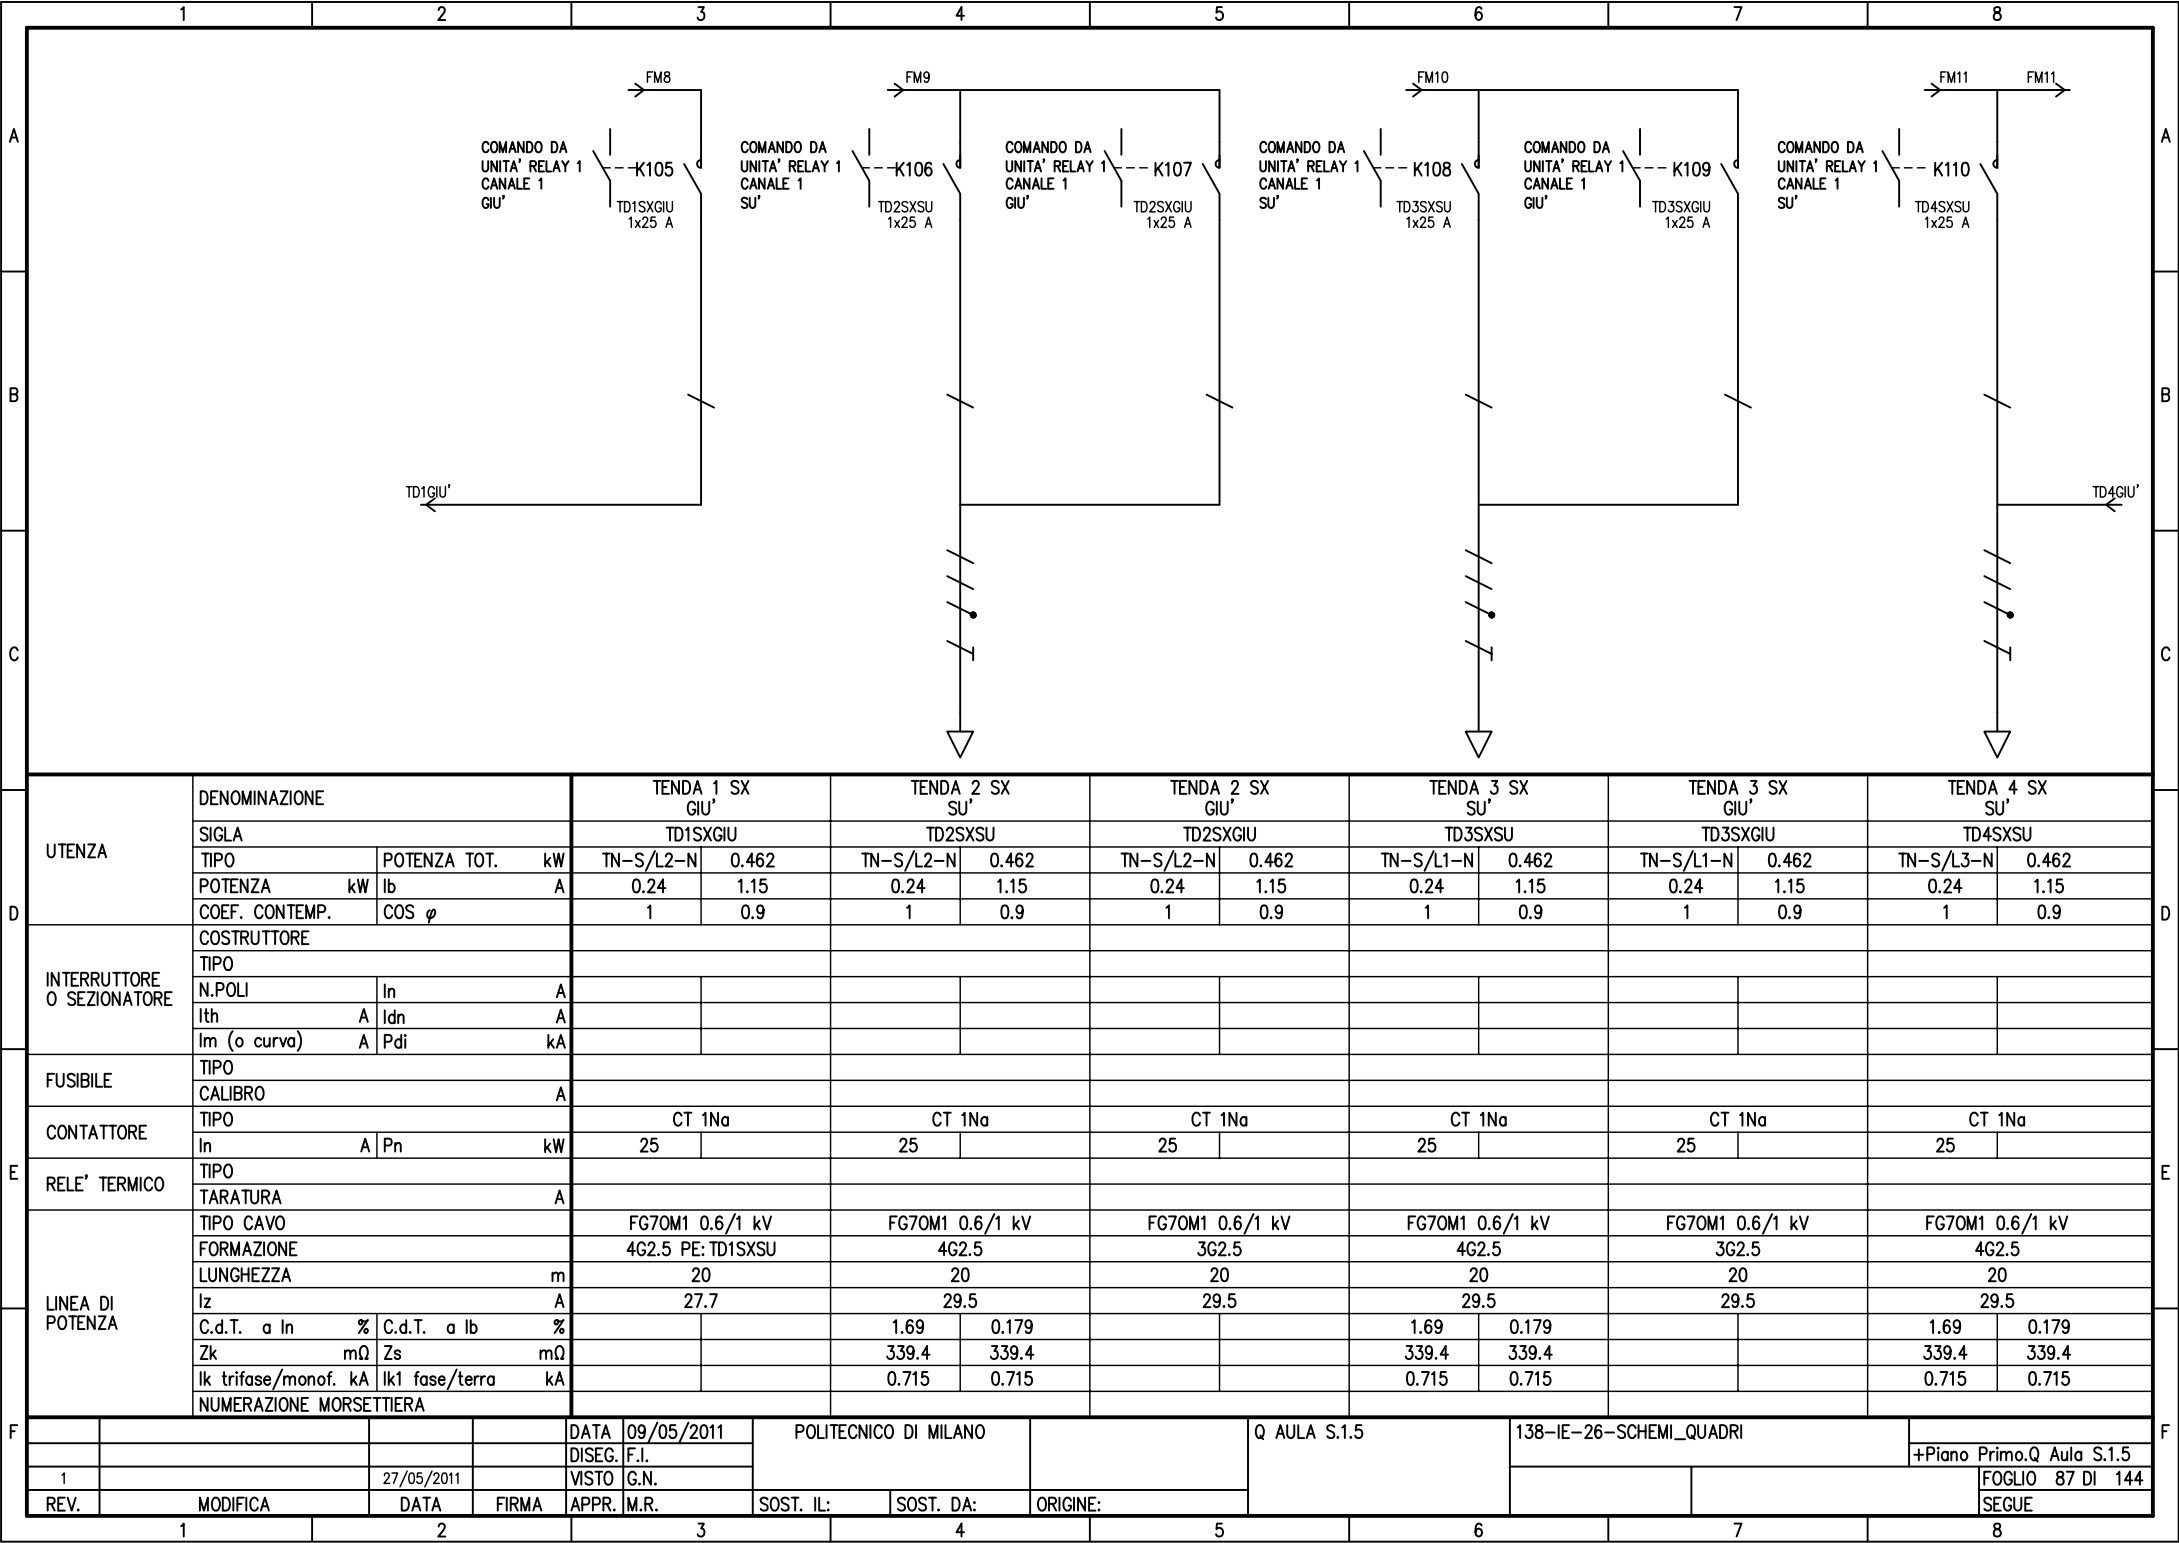 1 2 3 4 5 6 7 8
FM8 FM9 FM10 FM11 FM11
A A
COMANDO DA
UNITA' RELAY 1
CANALE 1
GIU'
K105
TD1SXGIU
1x25 A
COMANDO DA
UNITA' RELAY 1
CANALE 1
SU'
K106
TD2SXSU
1x25 A
COMANDO DA
UNITA' RELAY 1
CANALE 1
GIU'
K107
TD2SXGIU
1x25 A
COMANDO DA
UNITA' RELAY 1
CANALE 1
SU'
K108
TD3SXSU
1x25 A
COMANDO DA
UNITA' RELAY 1
CANALE 1
GIU'
K109
TD3SXGIU
1x25 A
COMANDO DA
UNITA' RELAY 1
CANALE 1
SU'
K110
TD4SXSU
1x25 A
B B
TD1GIU' TD4GIU'
C C
D D
E E
F F
UTENZA
DENOMINAZIONE TENDA 1 SX GIU' TENDA 2 SX SU' TENDA 2 SX GIU' TENDA 3 SX SU' TENDA 3 SX GIU' TENDA 4 SX SU'
SIGLA TD1SXGIU TD2SXSU TD2SXGIU TD3SXSU TD3SXGIU TD4SXSU
TIPO POTENZA TOT. kW TN-S/L2-N 0.462 TN-S/L2-N 0.462 TN-S/L2-N 0.462 TN-S/L1-N 0.462 TN-S/L1-N 0.462 TN-S/L3-N 0.462
POTENZA kW Ib A 0.24 1.15 0.24 1.15 0.24 1.15 0.24 1.15 0.24 1.15 0.24 1.15
COEF. CONTEMP. COS φ 1 0.9 1 0.9 1 0.9 1 0.9 1 0.9 1 0.9
INTERRUTTORE
O SEZIONATORE
COSTRUTTORE
TIPO
N.POLI In A
Ith A Idn A
Im (o curva) A Pdi kA
FUSIBILE
TIPO
CALIBRO A
CONTATTORE
TIPO CT 1Na CT 1Na CT 1Na CT 1Na CT 1Na CT 1Na
In A Pn kW 25 25 25 25 25 25
RELE' TERMICO
TIPO
TARATURA A
LINEA DI
POTENZA
TIPO CAVO FG7OM1 0.6/1 kV FG7OM1 0.6/1 kV FG7OM1 0.6/1 kV FG7OM1 0.6/1 kV FG7OM1 0.6/1 kV FG7OM1 0.6/1 kV
FORMAZIONE 4G2.5 PE: TD1SXSU 4G2.5 3G2.5 4G2.5 3G2.5 4G2.5
LUNGHEZZA m 20 20 20 20 20 20
Iz A 27.7 29.5 29.5 29.5 29.5 29.5
C.d.T. a In % C.d.T. a Ib % 1.69 0.179 1.69 0.179 1.69 0.179
Zk mΩ Zs mΩ 339.4 339.4 339.4 339.4 339.4 339.4
Ik trifase/monof. kA Ik1 fase/terra kA 0.715 0.715 0.715 0.715 0.715 0.715
NUMERAZIONE MORSETTIERA
DATA 09/05/2011 POLITECNICO DI MILANO Q AULA S.1.5 138-IE-26-SCHEMI_QUADRI
DISEG. F.I. +Piano Primo.Q Aula S.1.5
1 27/05/2011 VISTO G.N. FOGLIO 87 DI 144
REV. MODIFICA DATA FIRMA APPR. M.R. SOST. IL: SOST. DA: ORIGINE: SEGUE
1 2 3 4 5 6 7 8